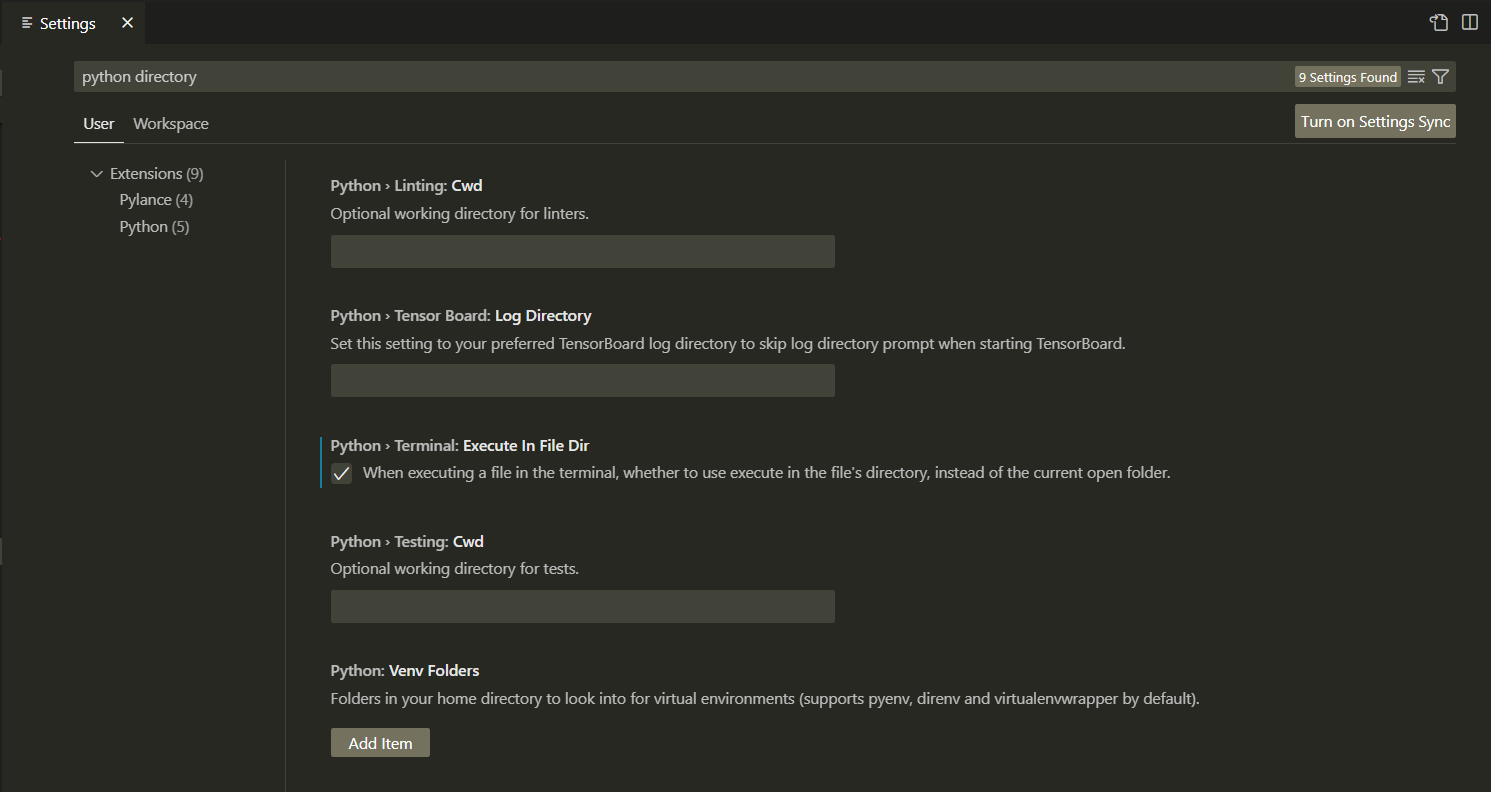 Settings
python directory
9 Settings Found
User Workspace
Turn on Settings Sync
Extensions (9)
Pylance (4)
Python (5)
Python › Linting: Cwd
Optional working directory for linters.
Python › Tensor Board: Log Directory
Set this setting to your preferred TensorBoard log directory to skip log directory prompt when starting TensorBoard.
Python › Terminal: Execute In File Dir
When executing a file in the terminal, whether to use execute in the file's directory, instead of the current open folder.
Python › Testing: Cwd
Optional working directory for tests.
Python: Venv Folders
Folders in your home directory to look into for virtual environments (supports pyenv, direnv and virtualenvwrapper by default).
Add Item